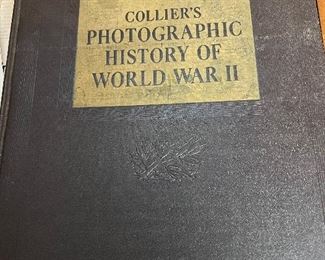 COLLIER'S
PHOTOGRAPHIC
HISTORY OF
WORLD WAR II